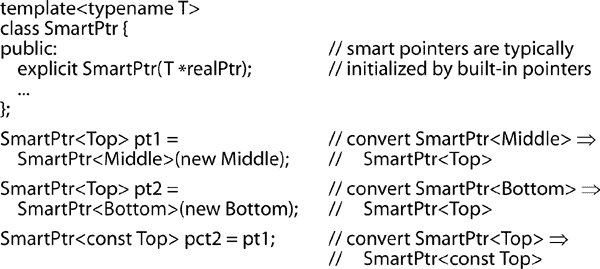 template<typename T>
class SmartPtr {
public: // smart pointers are typically
explicit SmartPtr(T *realPtr); // initialized by built-in pointers
...
};
SmartPtr<Top> pt1 = // convert SmartPtr<Middle> ⇒
SmartPtr<Middle>(new Middle); // SmartPtr<Top>
SmartPtr<Top> pt2 = // convert SmartPtr<Bottom> ⇒
SmartPtr<Bottom>(new Bottom); // SmartPtr<Top>
SmartPtr<const Top> pct2 = pt1; // convert SmartPtr<Top> ⇒
// SmartPtr<const Top>